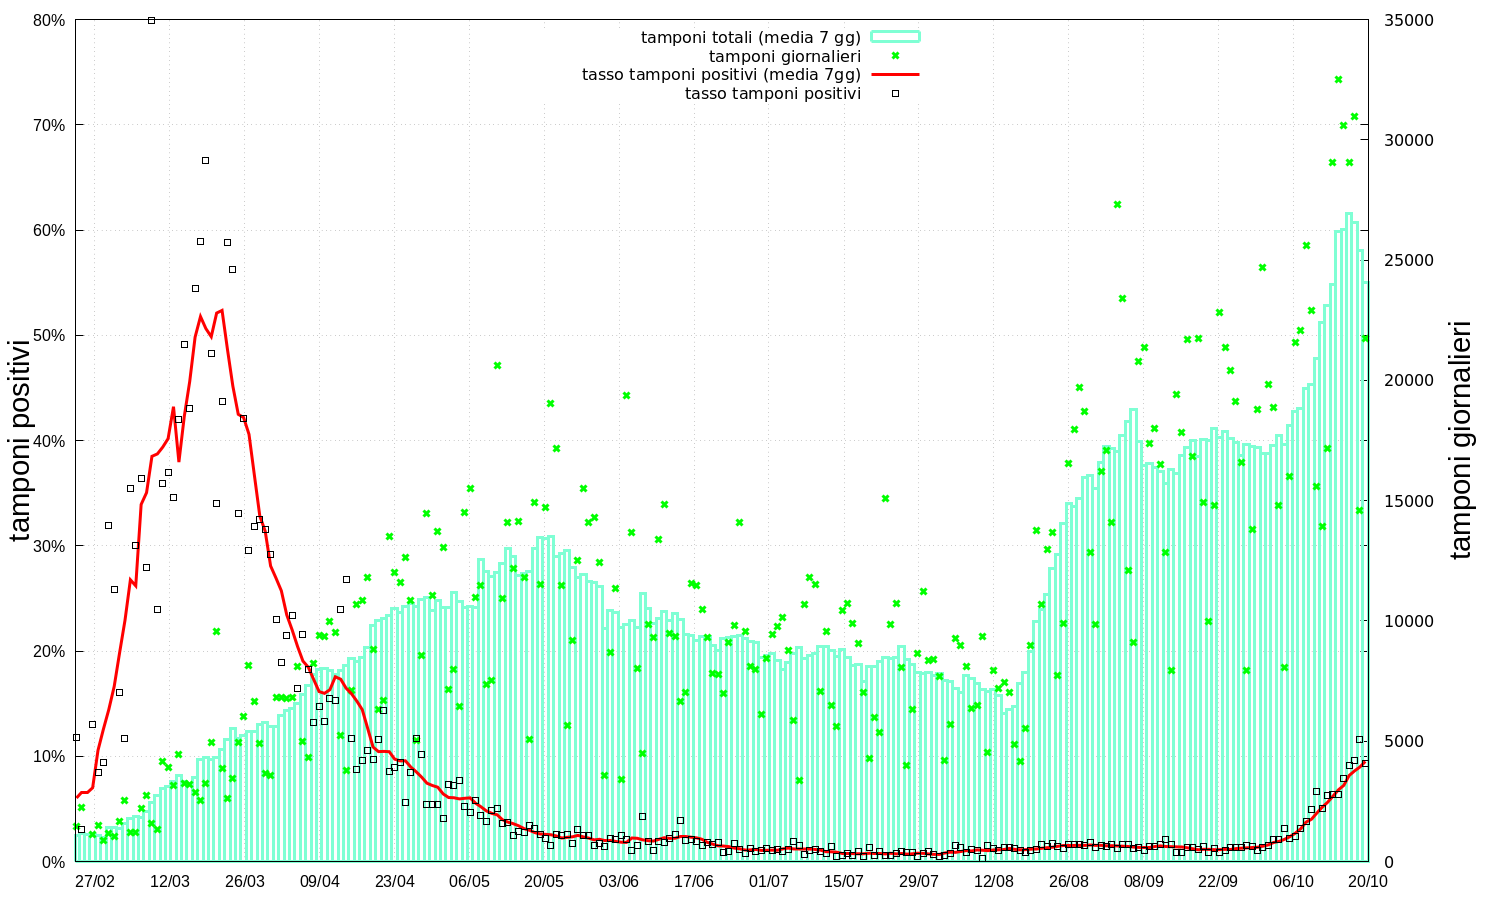 tamponi totali (media 7 gg)
tamponi giornalieri
tasso tamponi positivi (media 7gg)
tasso tamponi positivi
80%
70%
60%
50%
40%
30%
20%
10%
0%
tamponi positivi
35000
30000
25000
20000
15000
10000
5000
0
tamponi giornalieri
27/02 12/03 26/03 09/04 23/04 06/05 20/05 03/06 17/06 01/07 15/07 29/07 12/08 26/08 08/09 22/09 06/10 20/10